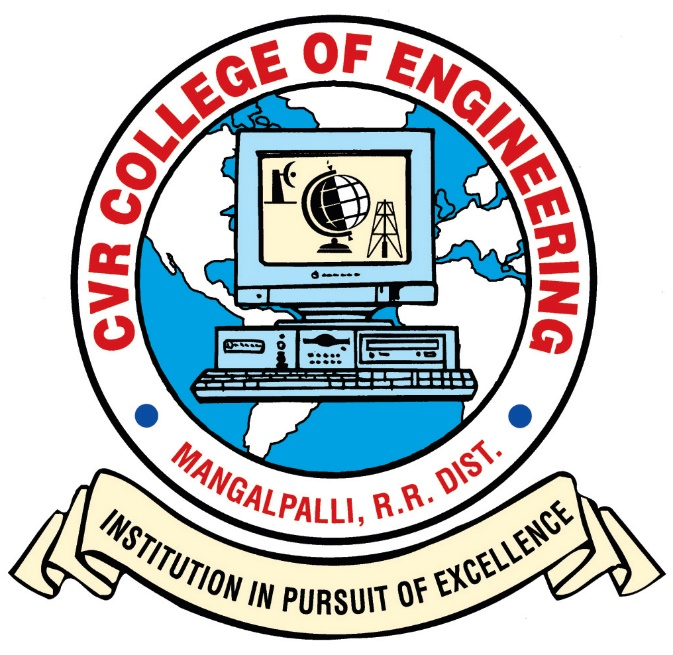 CVR COLLEGE OF ENGINEERING
MANGALPALLI, R.R. DIST.
INSTITUTION IN PURSUIT OF EXCELLENCE